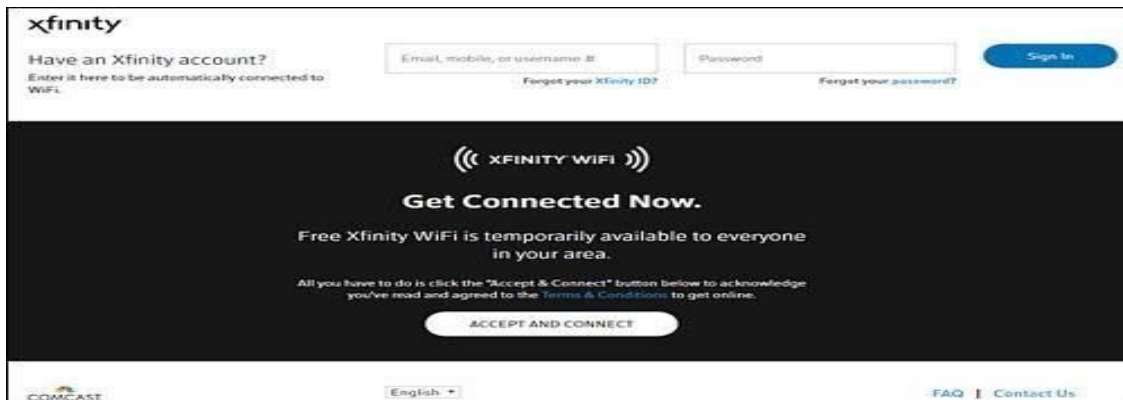 xfinity
Have an Xfinity account?
Enter it here to be automatically connected to
WiFi.
Email, mobile, or username #
Forgot your Xfinity ID?
Password
Forgot your password?
Sign In
XFINITY WiFi
Get Connected Now.
Free Xfinity WiFi is temporarily available to everyone
in your area.
All you have to do is click the "Accept & Connect" button below to acknowledge
you've read and agreed to the Terms & Conditions to get online.
ACCEPT AND CONNECT
COMCAST
English
FAQ | Contact Us